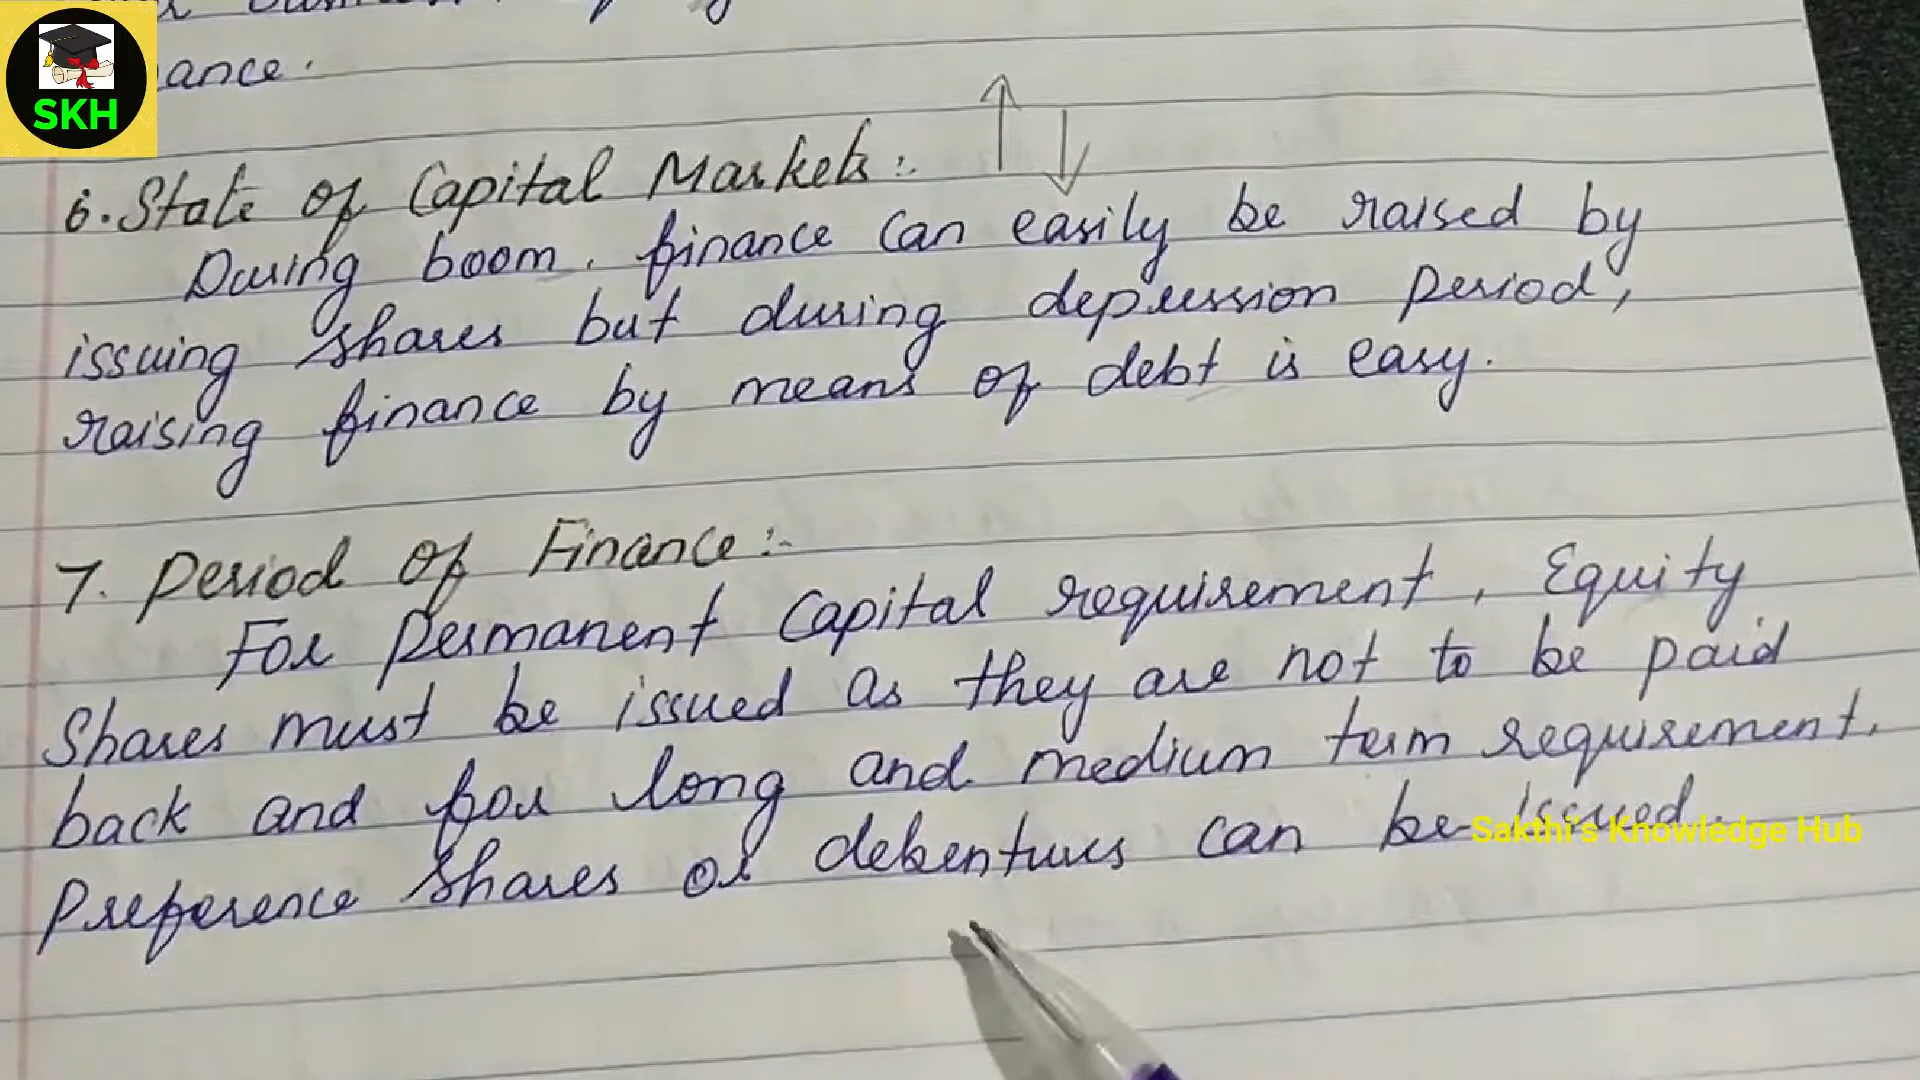 ance.
SKH
6. State of Capital Markets :-
During boom, finance can easily be raised by
issuing shares but during depression period,
raising finance by means of debt is easy.
7. Period of Finance :-
For Permanent Capital requirement, Equity
Shares must be issued as they are not to be paid
back and for long and medium term requirement,
Preference shares or debentures can be issued.
Sakthi's Knowledge Hub